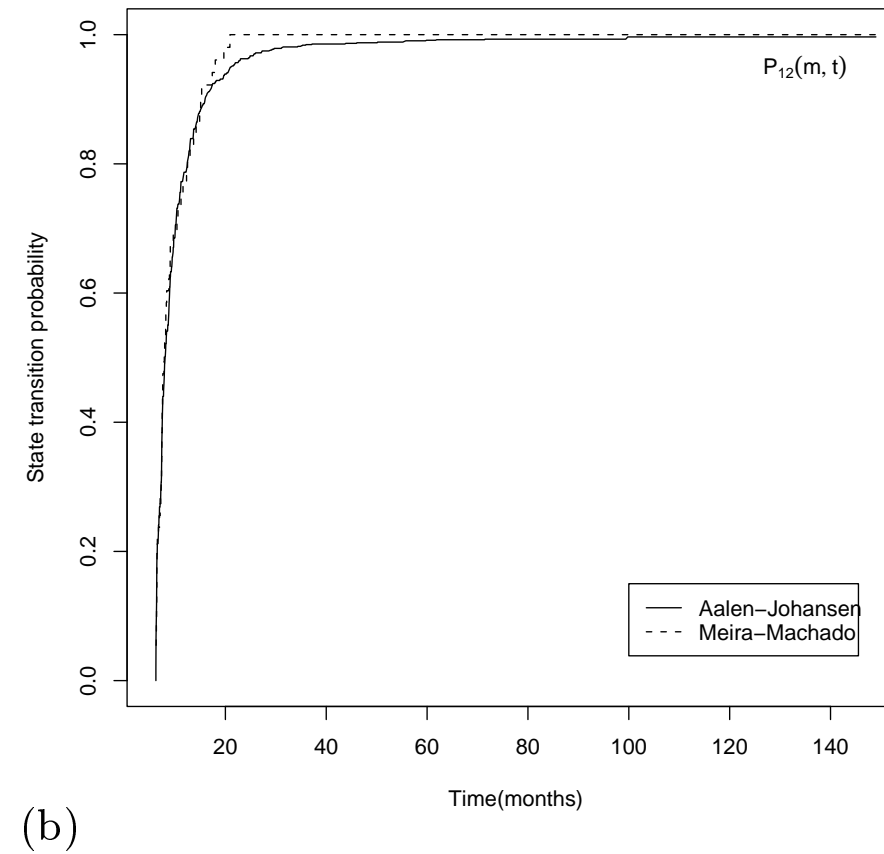 1.0
0.8
0.6
0.4
0.2
0.0
State transition probability
P12(m, t)
Aalen−Johansen
Meira−Machado
20 40 60 80 100 120 140
Time(months)
(b)